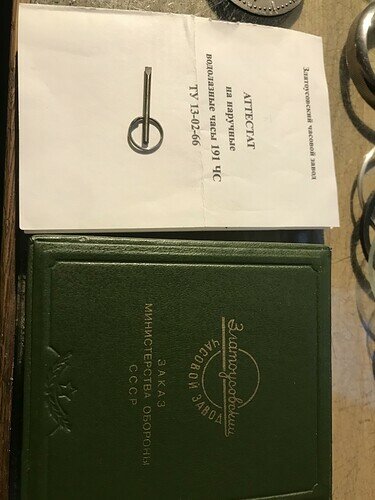 Златоустовский часовой завод
АТТЕСТАТ
на наручные
водолазные часы 191 ЧС
ТУ 13-02-66
Златоустовский
ЧАСОВОЙ ЗАВОД
ЗАКАЗ
МИНИСТЕРСТВА ОБОРОНЫ
СССР